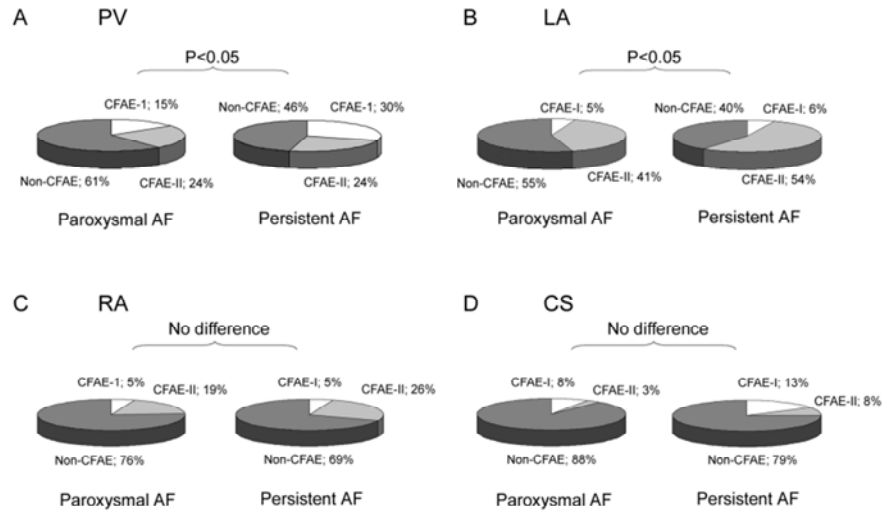 A PV
P<0.05
CFAE-1; 15%
Non-CFAE; 61%
CFAE-II; 24%
Paroxysmal AF
Non-CFAE; 46%
CFAE-1; 30%
CFAE-II; 24%
Persistent AF
B LA
P<0.05
CFAE-I; 5%
Non-CFAE; 55%
CFAE-II; 41%
Paroxysmal AF
Non-CFAE; 40%
CFAE-I; 6%
CFAE-II; 54%
Persistent AF
C RA
No difference
CFAE-1; 5%
CFAE-II; 19%
Non-CFAE; 76%
Paroxysmal AF
CFAE-I; 5%
CFAE-II; 26%
Non-CFAE; 69%
Persistent AF
D CS
No difference
CFAE-I; 8%
CFAE-II; 3%
Non-CFAE; 88%
Paroxysmal AF
CFAE-I; 13%
CFAE-II; 8%
Non-CFAE; 79%
Persistent AF